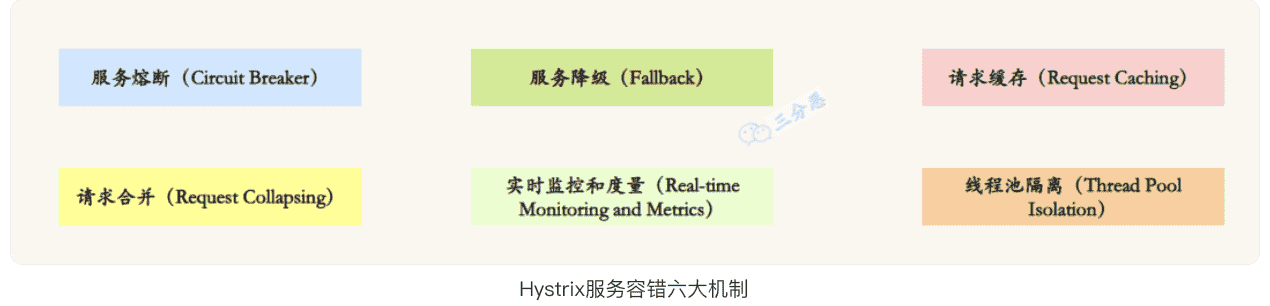 服务熔断（Circuit Breaker）
服务降级（Fallback）
请求缓存（Request Caching）
三分恶
请求合并（Request Collapsing）
实时监控和度量（Real-time
Monitoring and Metrics）
线程池隔离（Thread Pool
Isolation）
Hystrix服务容错六大机制